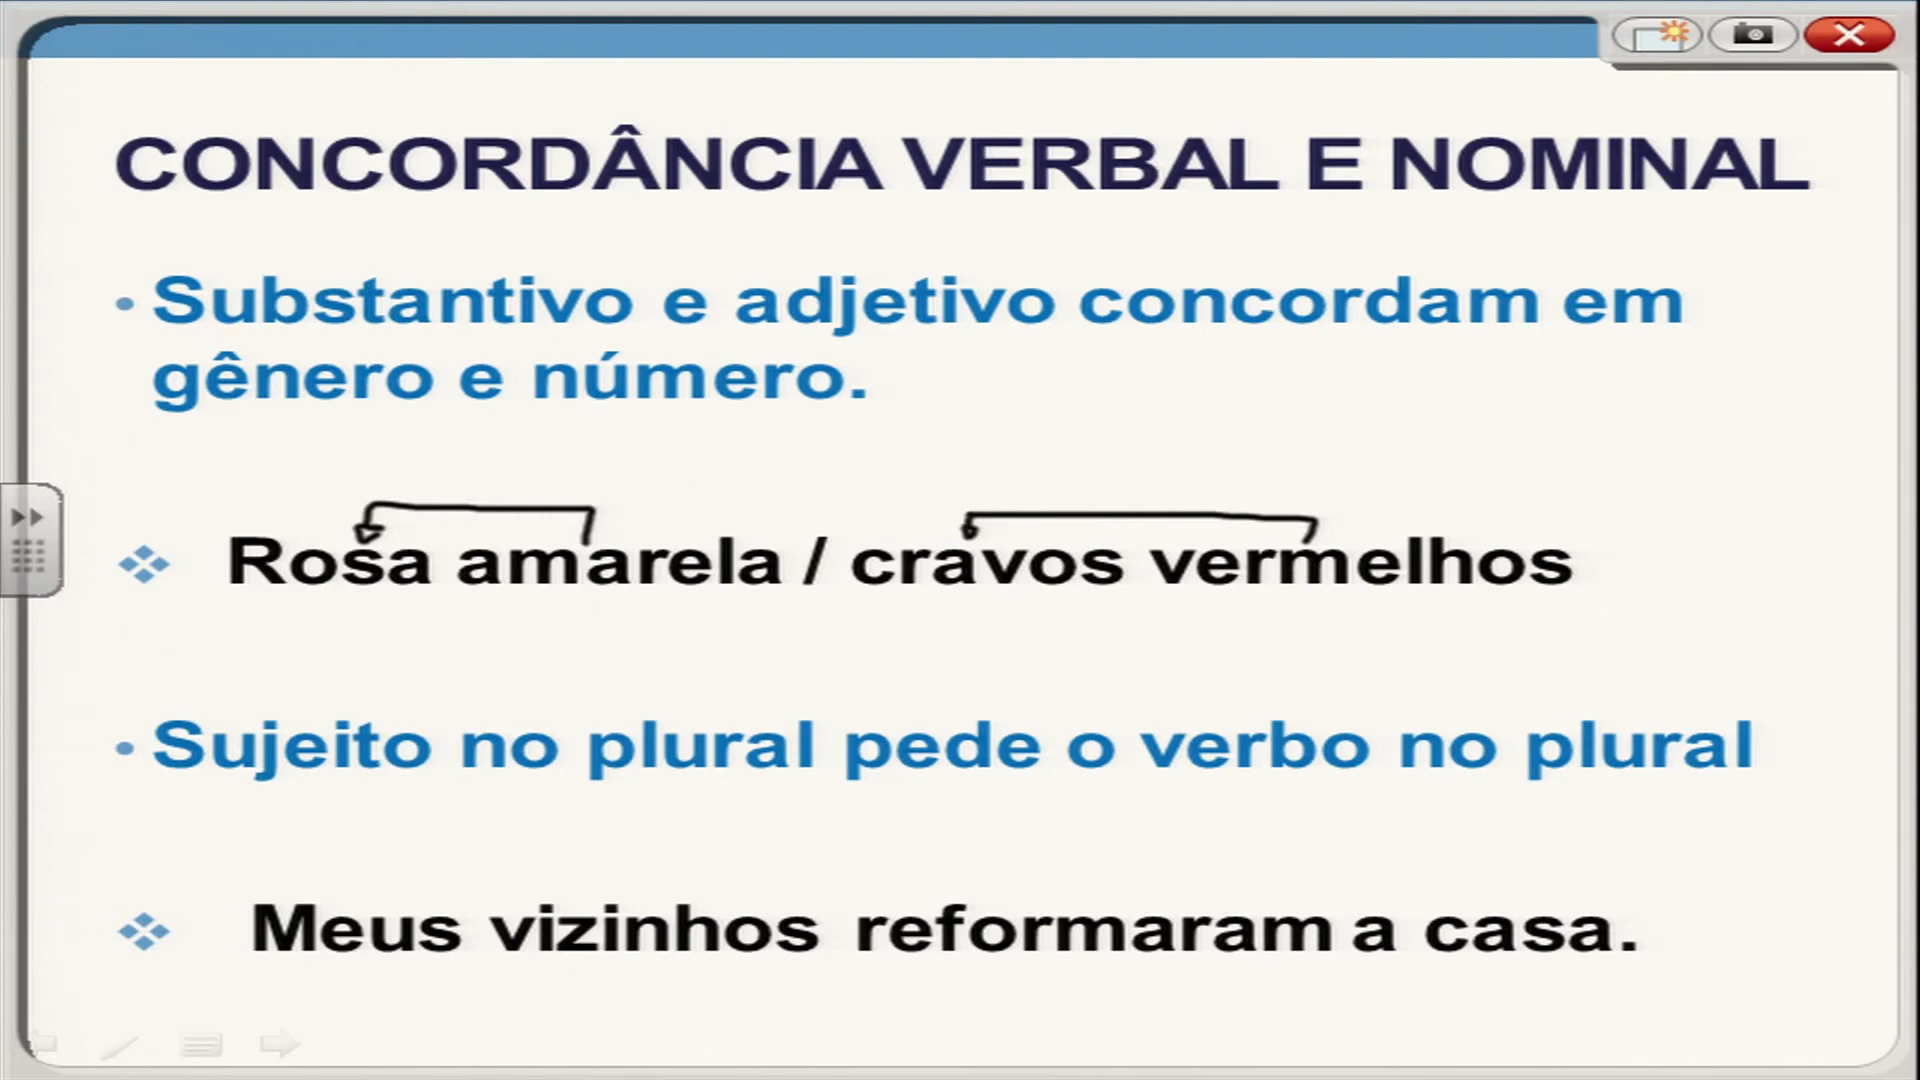 CONCORDÂNCIA VERBAL E NOMINAL
• Substantivo e adjetivo concordam em
gênero e número.
❖ Rosa amarela / cravos vermelhos
• Sujeito no plural pede o verbo no plural
❖ Meus vizinhos reformaram a casa.